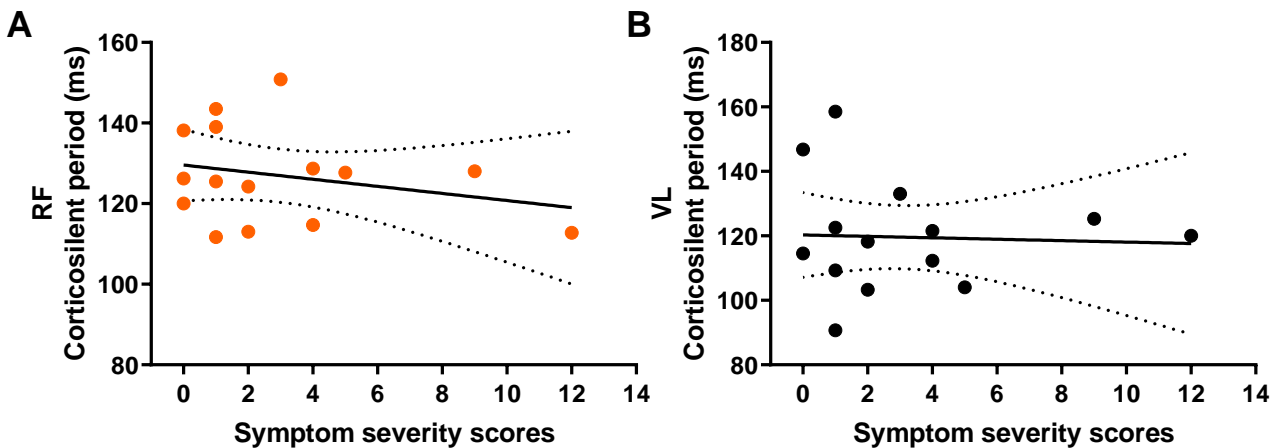 A
RF
Corticosilent period (ms)
160
140
120
100
80
0 2 4 6 8 10 12 14
Symptom severity scores
B
VL
Corticosilent period (ms)
180
160
140
120
100
80
0 2 4 6 8 10 12 14
Symptom severity scores